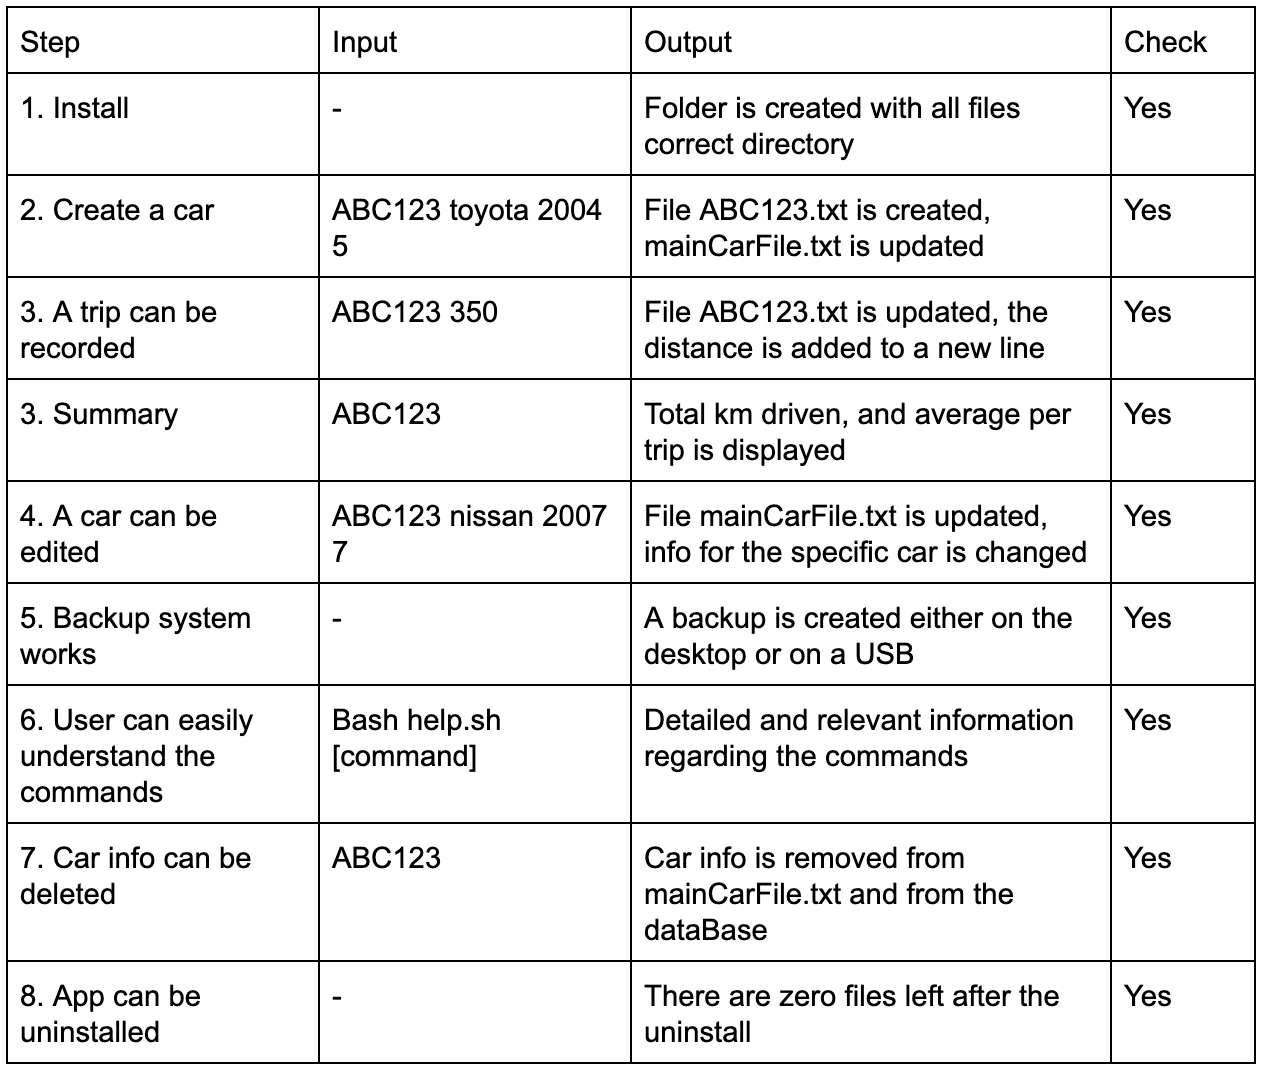 Step Input Output Check
1. Install - Folder is created with all files Yes
correct directory
2. Create a car ABC123 toyota 2004 File ABC123.txt is created, Yes
5 mainCarFile.txt is updated
3. A trip can be ABC123 350 File ABC123.txt is updated, the Yes
recorded distance is added to a new line
3. Summary ABC123 Total km driven, and average per Yes
trip is displayed
4. A car can be ABC123 nissan 2007 File mainCarFile.txt is updated, Yes
edited 7 info for the specific car is changed
5. Backup system - A backup is created either on the Yes
works desktop or on a USB
6. User can easily Bash help.sh Detailed and relevant information Yes
understand the [command] regarding the commands
commands
7. Car info can be ABC123 Car info is removed from Yes
deleted mainCarFile.txt and from the
dataBase
8. App can be - There are zero files left after the Yes
uninstalled uninstall